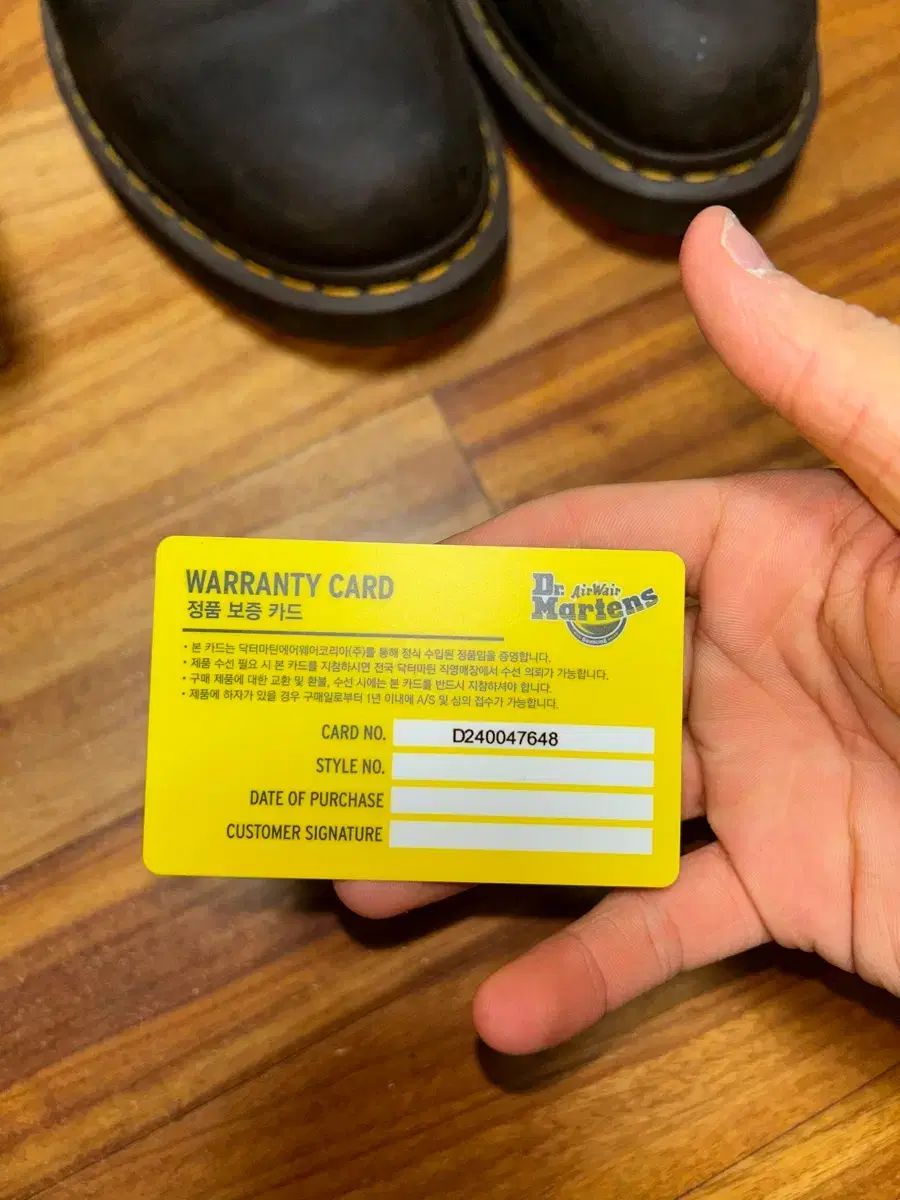 WARRANTY CARD
정품 보증 카드
Dr. AirWair
Martens
• 본 카드는 닥터마틴에어웨어코리아(주)를 통해 정식 수입된 정품임을 증명합니다.
• 제품 수선 필요 시 본 카드를 지참하시면 전국 닥터마틴 직영매장에서 수선 의뢰가 가능합니다.
• 구매 제품에 대한 교환 및 환불, 수선 시에는 본 카드를 반드시 지참하셔야 합니다.
• 제품에 하자가 있을 경우 구매일로부터 1년 이내에 A/S 및 심의 접수가 가능합니다.
CARD NO. D240047648
STYLE NO.
DATE OF PURCHASE
CUSTOMER SIGNATURE